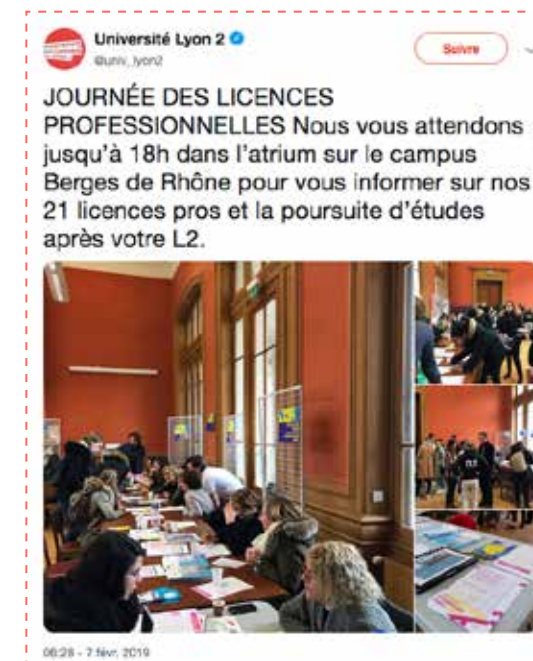 Université Lyon 2
@univ_lyon2
Suivre
JOURNÉE DES LICENCES
PROFESSIONNELLES Nous vous attendons
jusqu'à 18h dans l'atrium sur le campus
Berges de Rhône pour vous informer sur nos
21 licences pros et la poursuite d'études
après votre L2.
06:28 - 7 févr. 2019